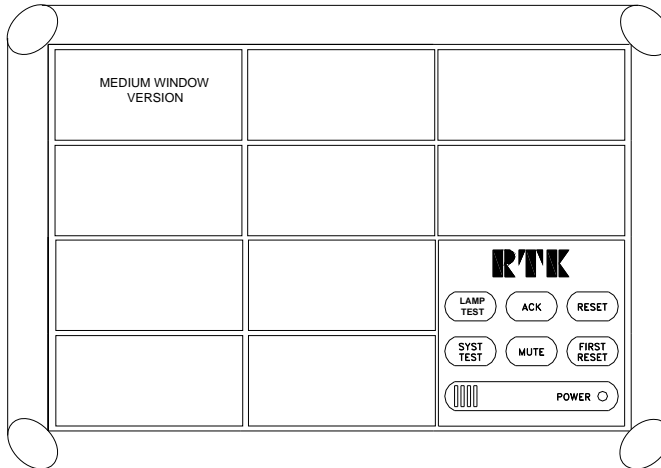 MEDIUM WINDOW
VERSION
RTK
LAMP
TEST
ACK
RESET
SYST
TEST
MUTE
FIRST
RESET
POWER